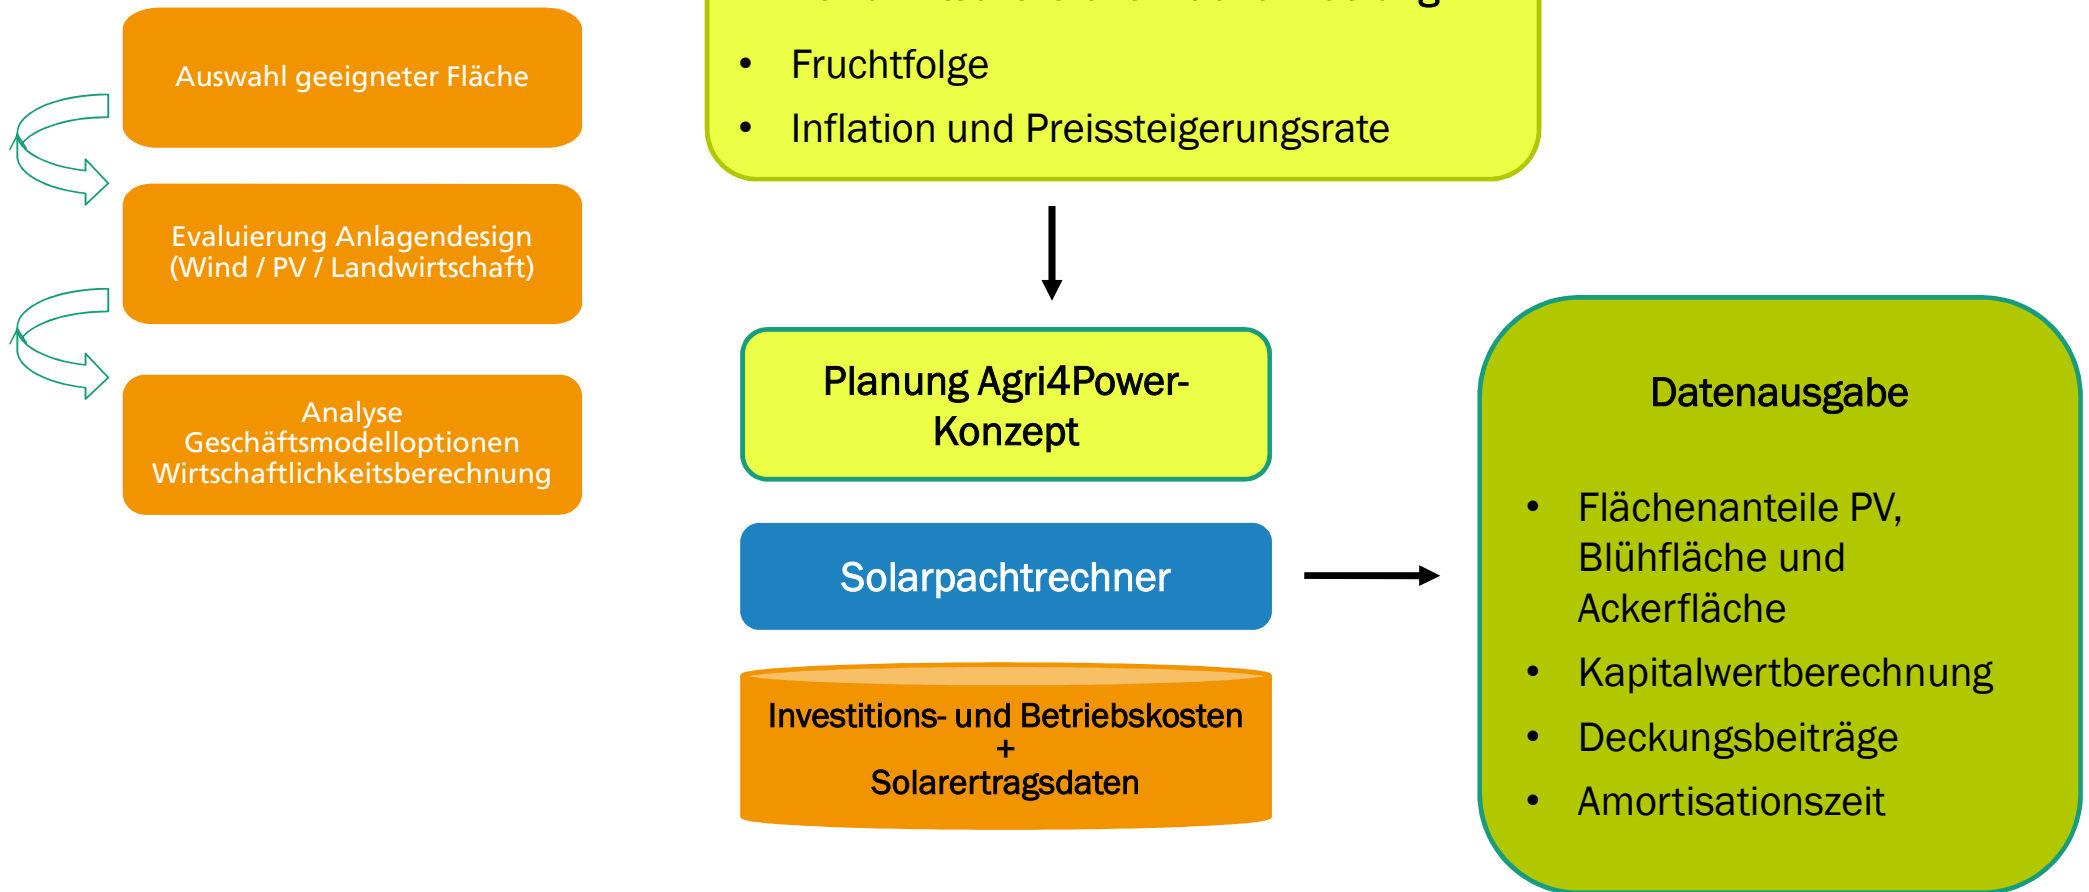 Auswahl geeigneter Fläche
Evaluierung Anlagendesign
(Wind / PV / Landwirtschaft)
Analyse
Geschäftsmodelloptionen
Wirtschaftlichkeitsberechnung
• Fruchtfolge
• Inflation und Preissteigerungsrate
Planung Agri4Power-
Konzept
Solarpachtrechner
Investitions- und Betriebskosten
+
Solarertragsdaten
Datenausgabe
• Flächenanteile PV,
Blühfläche und
Ackerfläche
• Kapitalwertberechnung
• Deckungsbeiträge
• Amortisationszeit